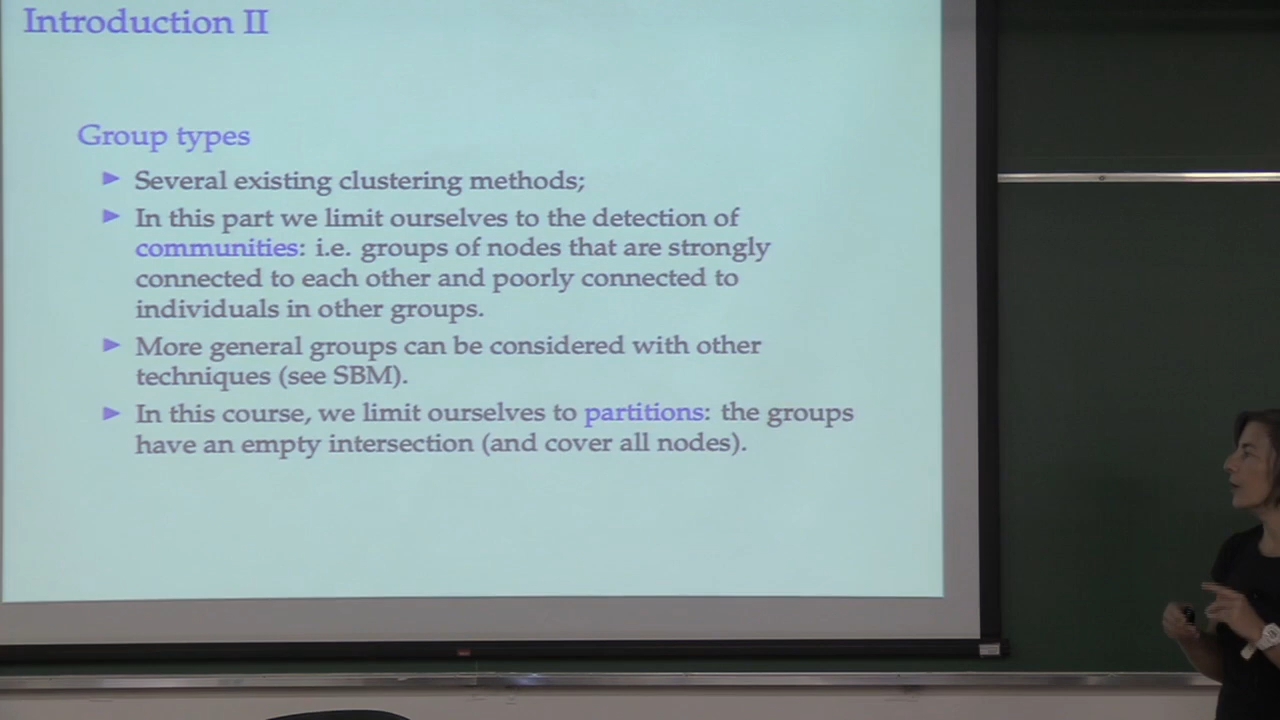 Introduction II
Group types
Several existing clustering methods;
In this part we limit ourselves to the detection of
communities: i.e. groups of nodes that are strongly
connected to each other and poorly connected to
individuals in other groups.
More general groups can be considered with other
techniques (see SBM).
In this course, we limit ourselves to partitions: the groups
have an empty intersection (and cover all nodes).